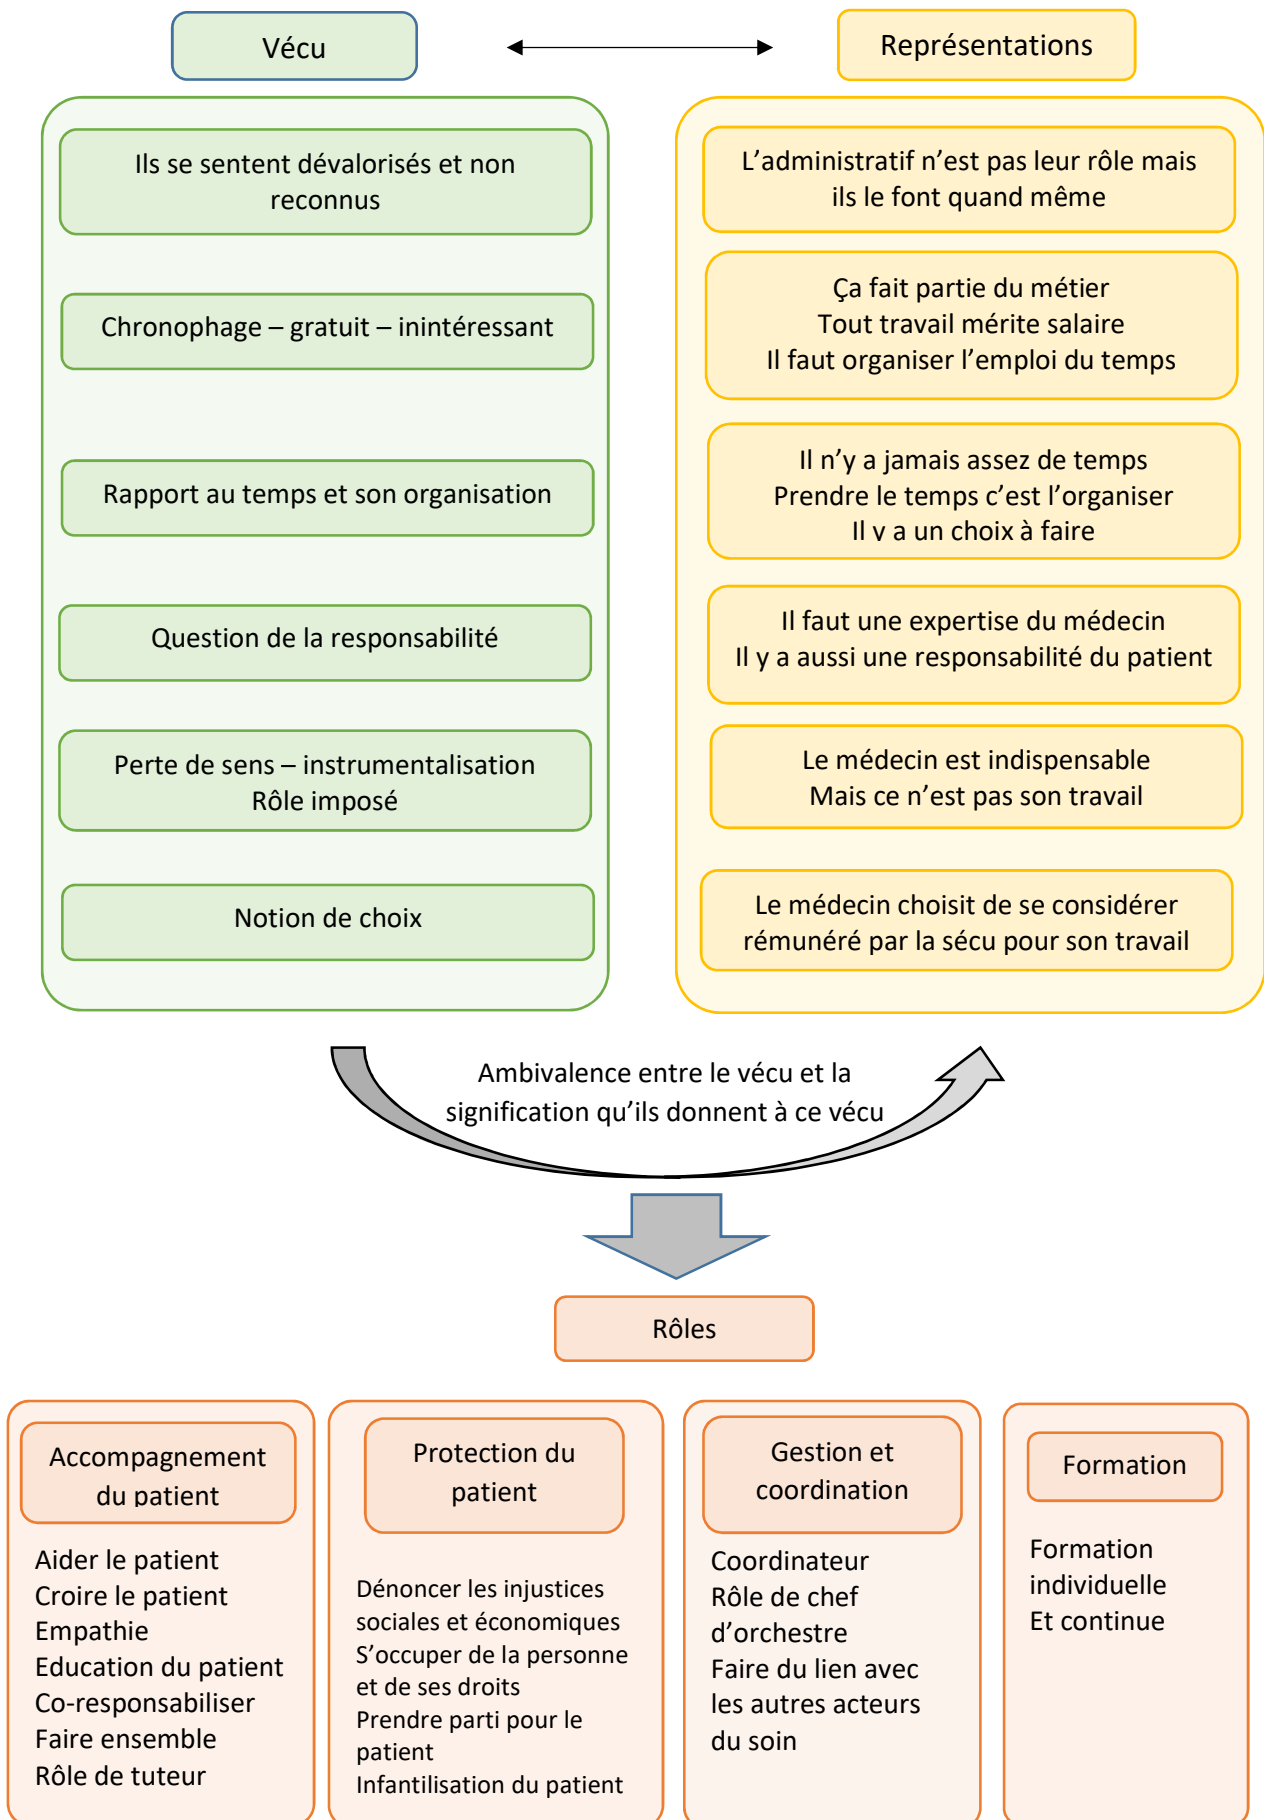 Vécu
Représentations
Ils se sentent dévalorisés et non
reconnus
Chronophage – gratuit – inintéressant
Rapport au temps et son organisation
Question de la responsabilité
Perte de sens – instrumentalisation
Rôle imposé
Notion de choix
L’administratif n’est pas leur rôle mais
ils le font quand même
Ça fait partie du métier
Tout travail mérite salaire
Il faut organiser l’emploi du temps
Il n’y a jamais assez de temps
Prendre le temps c’est l’organiser
Il y a un choix à faire
Il faut une expertise du médecin
Il y a aussi une responsabilité du patient
Le médecin est indispensable
Mais ce n’est pas son travail
Le médecin choisit de se considérer
rémunéré par la sécu pour son travail
Ambivalence entre le vécu et la
signification qu’ils donnent à ce vécu
Rôles
Accompagnement
du patient
Aider le patient
Croire le patient
Empathie
Education du patient
Co-responsabiliser
Faire ensemble
Rôle de tuteur
Protection du
patient
Dénoncer les injustices
sociales et économiques
S’occuper de la personne
et de ses droits
Prendre parti pour le
patient
Infantilisation du patient
Gestion et
coordination
Coordinateur
Rôle de chef
d’orchestre
Faire du lien avec
les autres acteurs
du soin
Formation
Formation
individuelle
Et continue